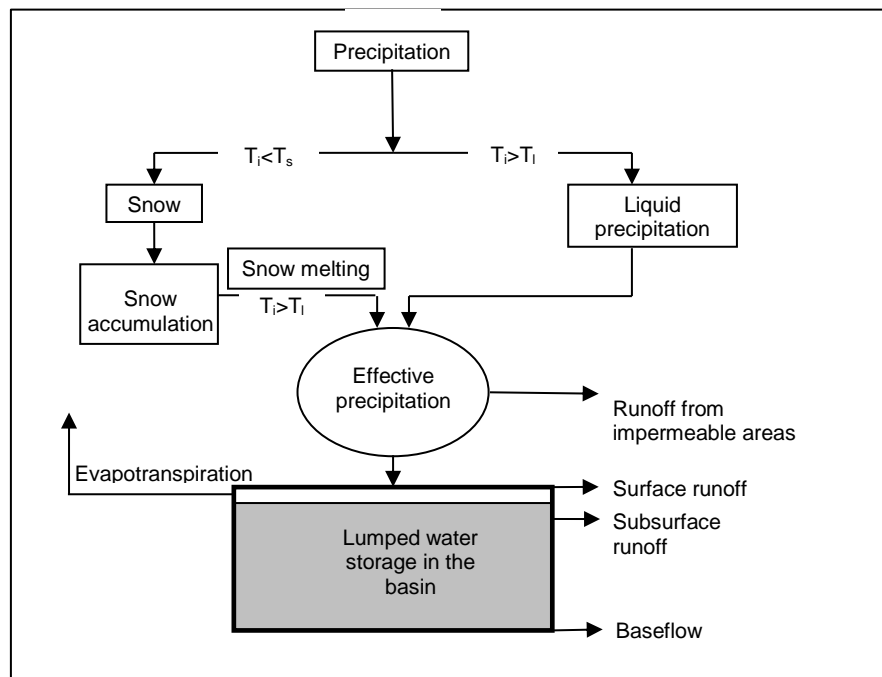 Precipitation
Ti<Ts
Ti>Tl
Snow
Liquid
precipitation
Snow melting
Snow
accumulation
Ti>Tl
Effective
precipitation
Runoff from
impermeable areas
Evapotranspiration
Surface runoff
Subsurface
runoff
Lumped water
storage in the
basin
Baseflow